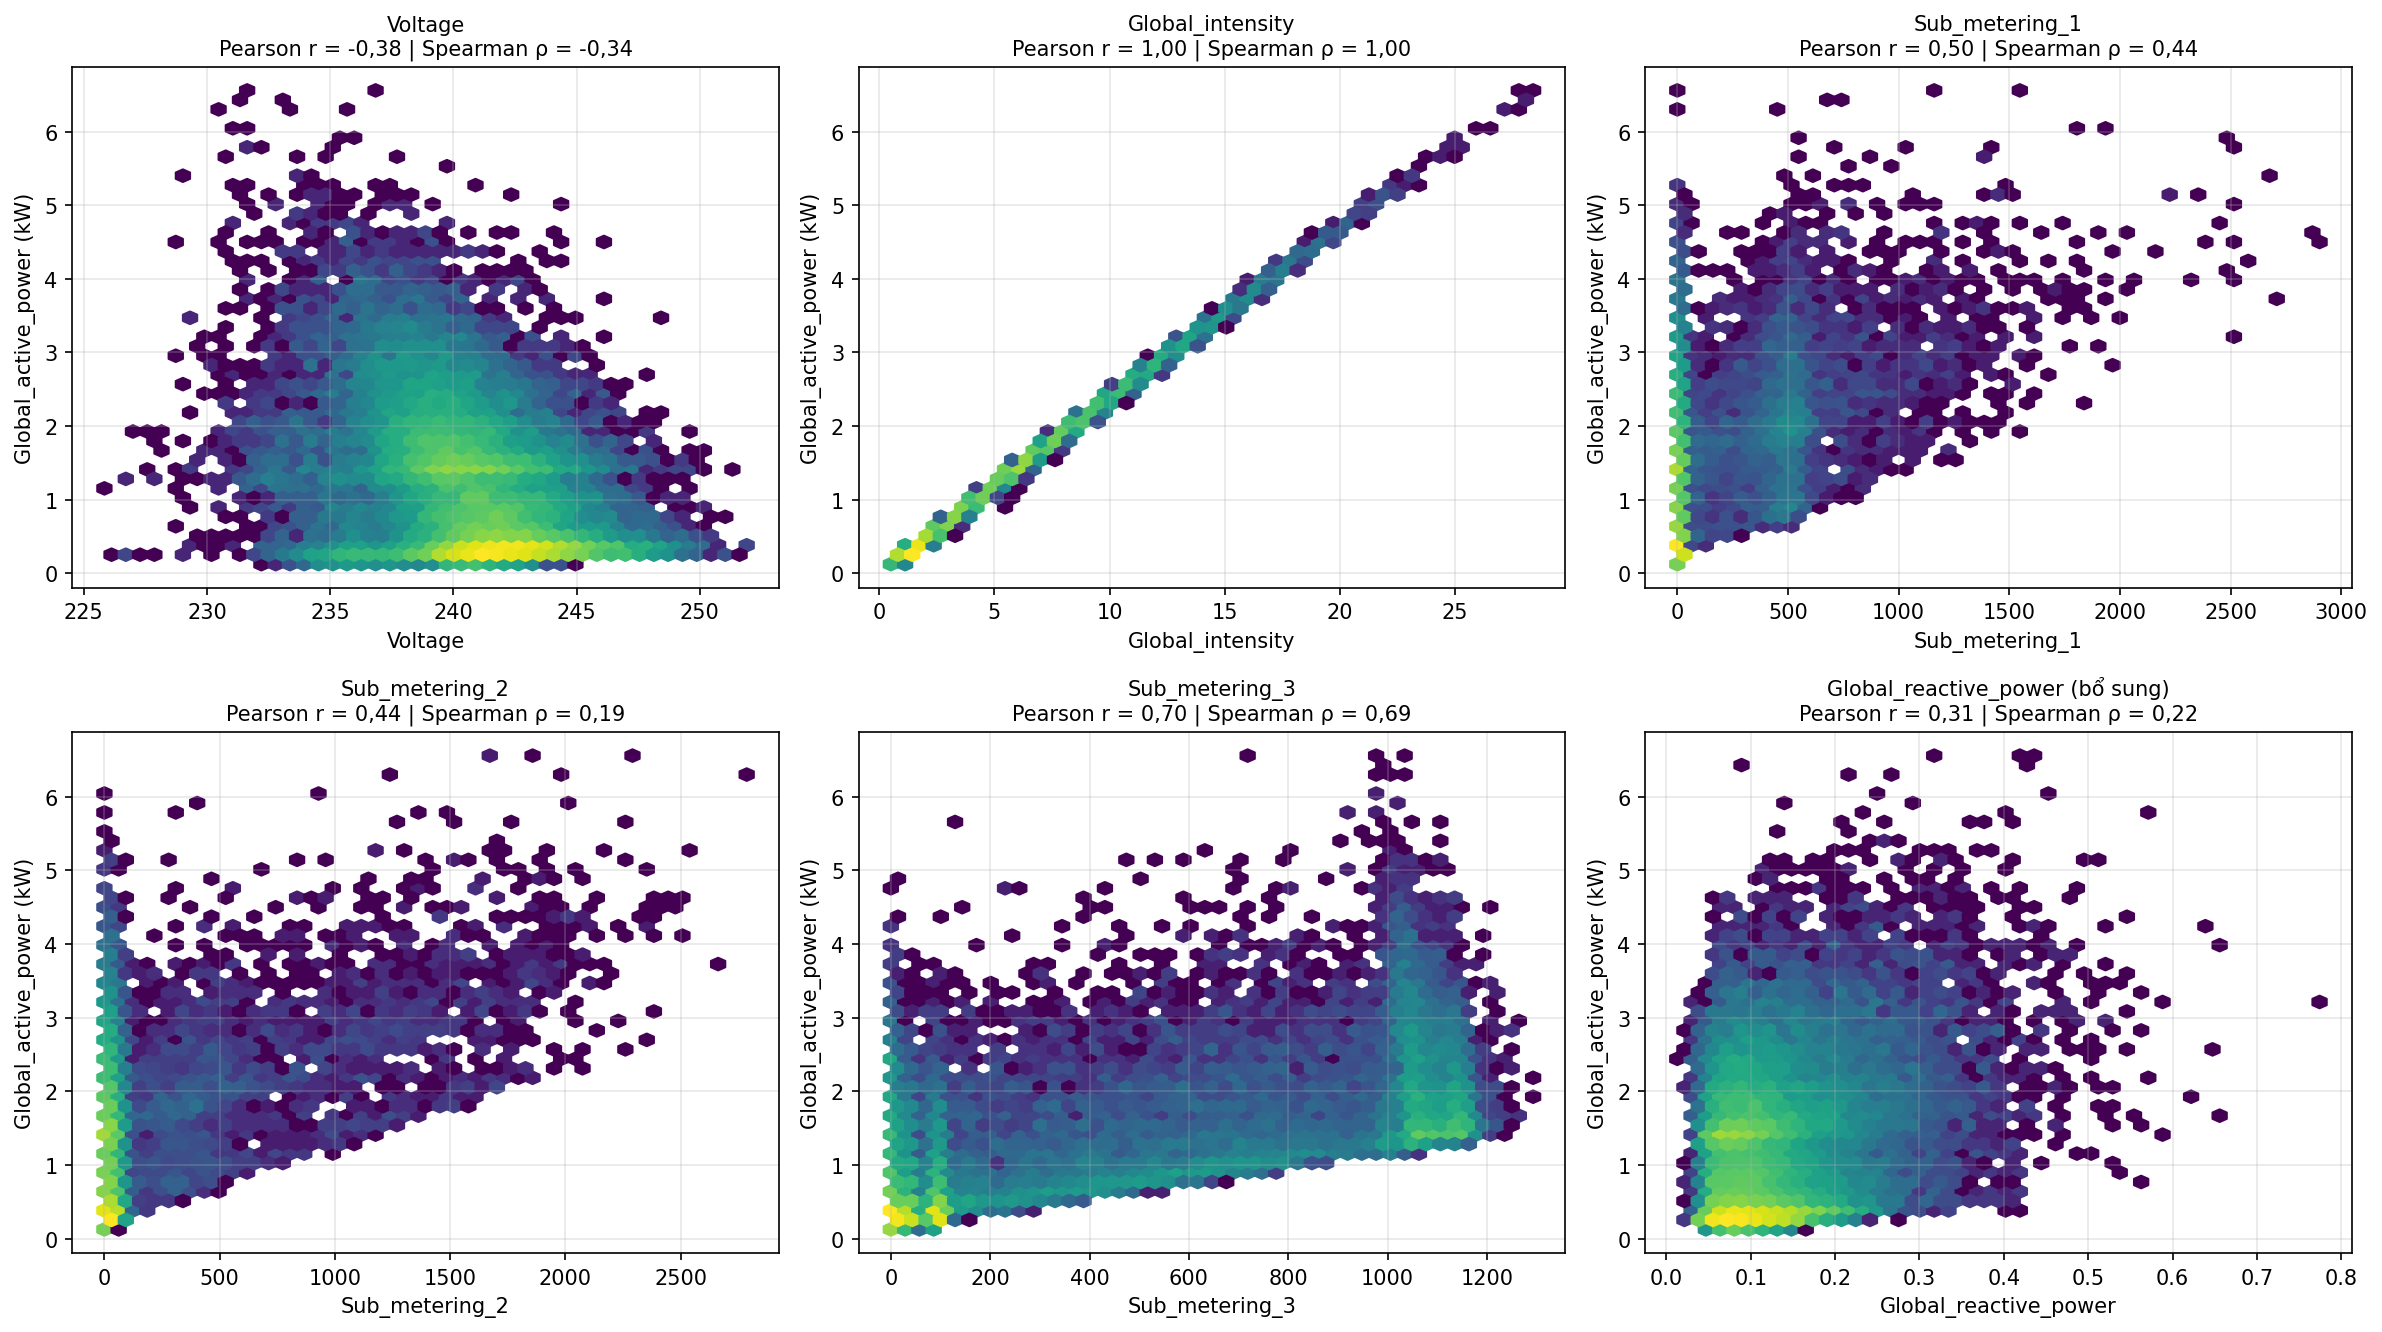 Voltage
Pearson r = -0,38 | Spearman ρ = -0,34
Global_active_power (kW)
6
5
4
3
2
1
0
225 230 235 240 245 250
Voltage
Global_intensity
Pearson r = 1,00 | Spearman ρ = 1,00
Global_active_power (kW)
6
5
4
3
2
1
0
0 5 10 15 20 25
Global_intensity
Sub_metering_1
Pearson r = 0,50 | Spearman ρ = 0,44
Global_active_power (kW)
6
5
4
3
2
1
0
0 500 1000 1500 2000 2500 3000
Sub_metering_1
Sub_metering_2
Pearson r = 0,44 | Spearman ρ = 0,19
Global_active_power (kW)
6
5
4
3
2
1
0
0 500 1000 1500 2000 2500
Sub_metering_2
Sub_metering_3
Pearson r = 0,70 | Spearman ρ = 0,69
Global_active_power (kW)
6
5
4
3
2
1
0
0 200 400 600 800 1000 1200
Sub_metering_3
Global_reactive_power (bổ sung)
Pearson r = 0,31 | Spearman ρ = 0,22
Global_active_power (kW)
6
5
4
3
2
1
0
0.0 0.1 0.2 0.3 0.4 0.5 0.6 0.7 0.8
Global_reactive_power